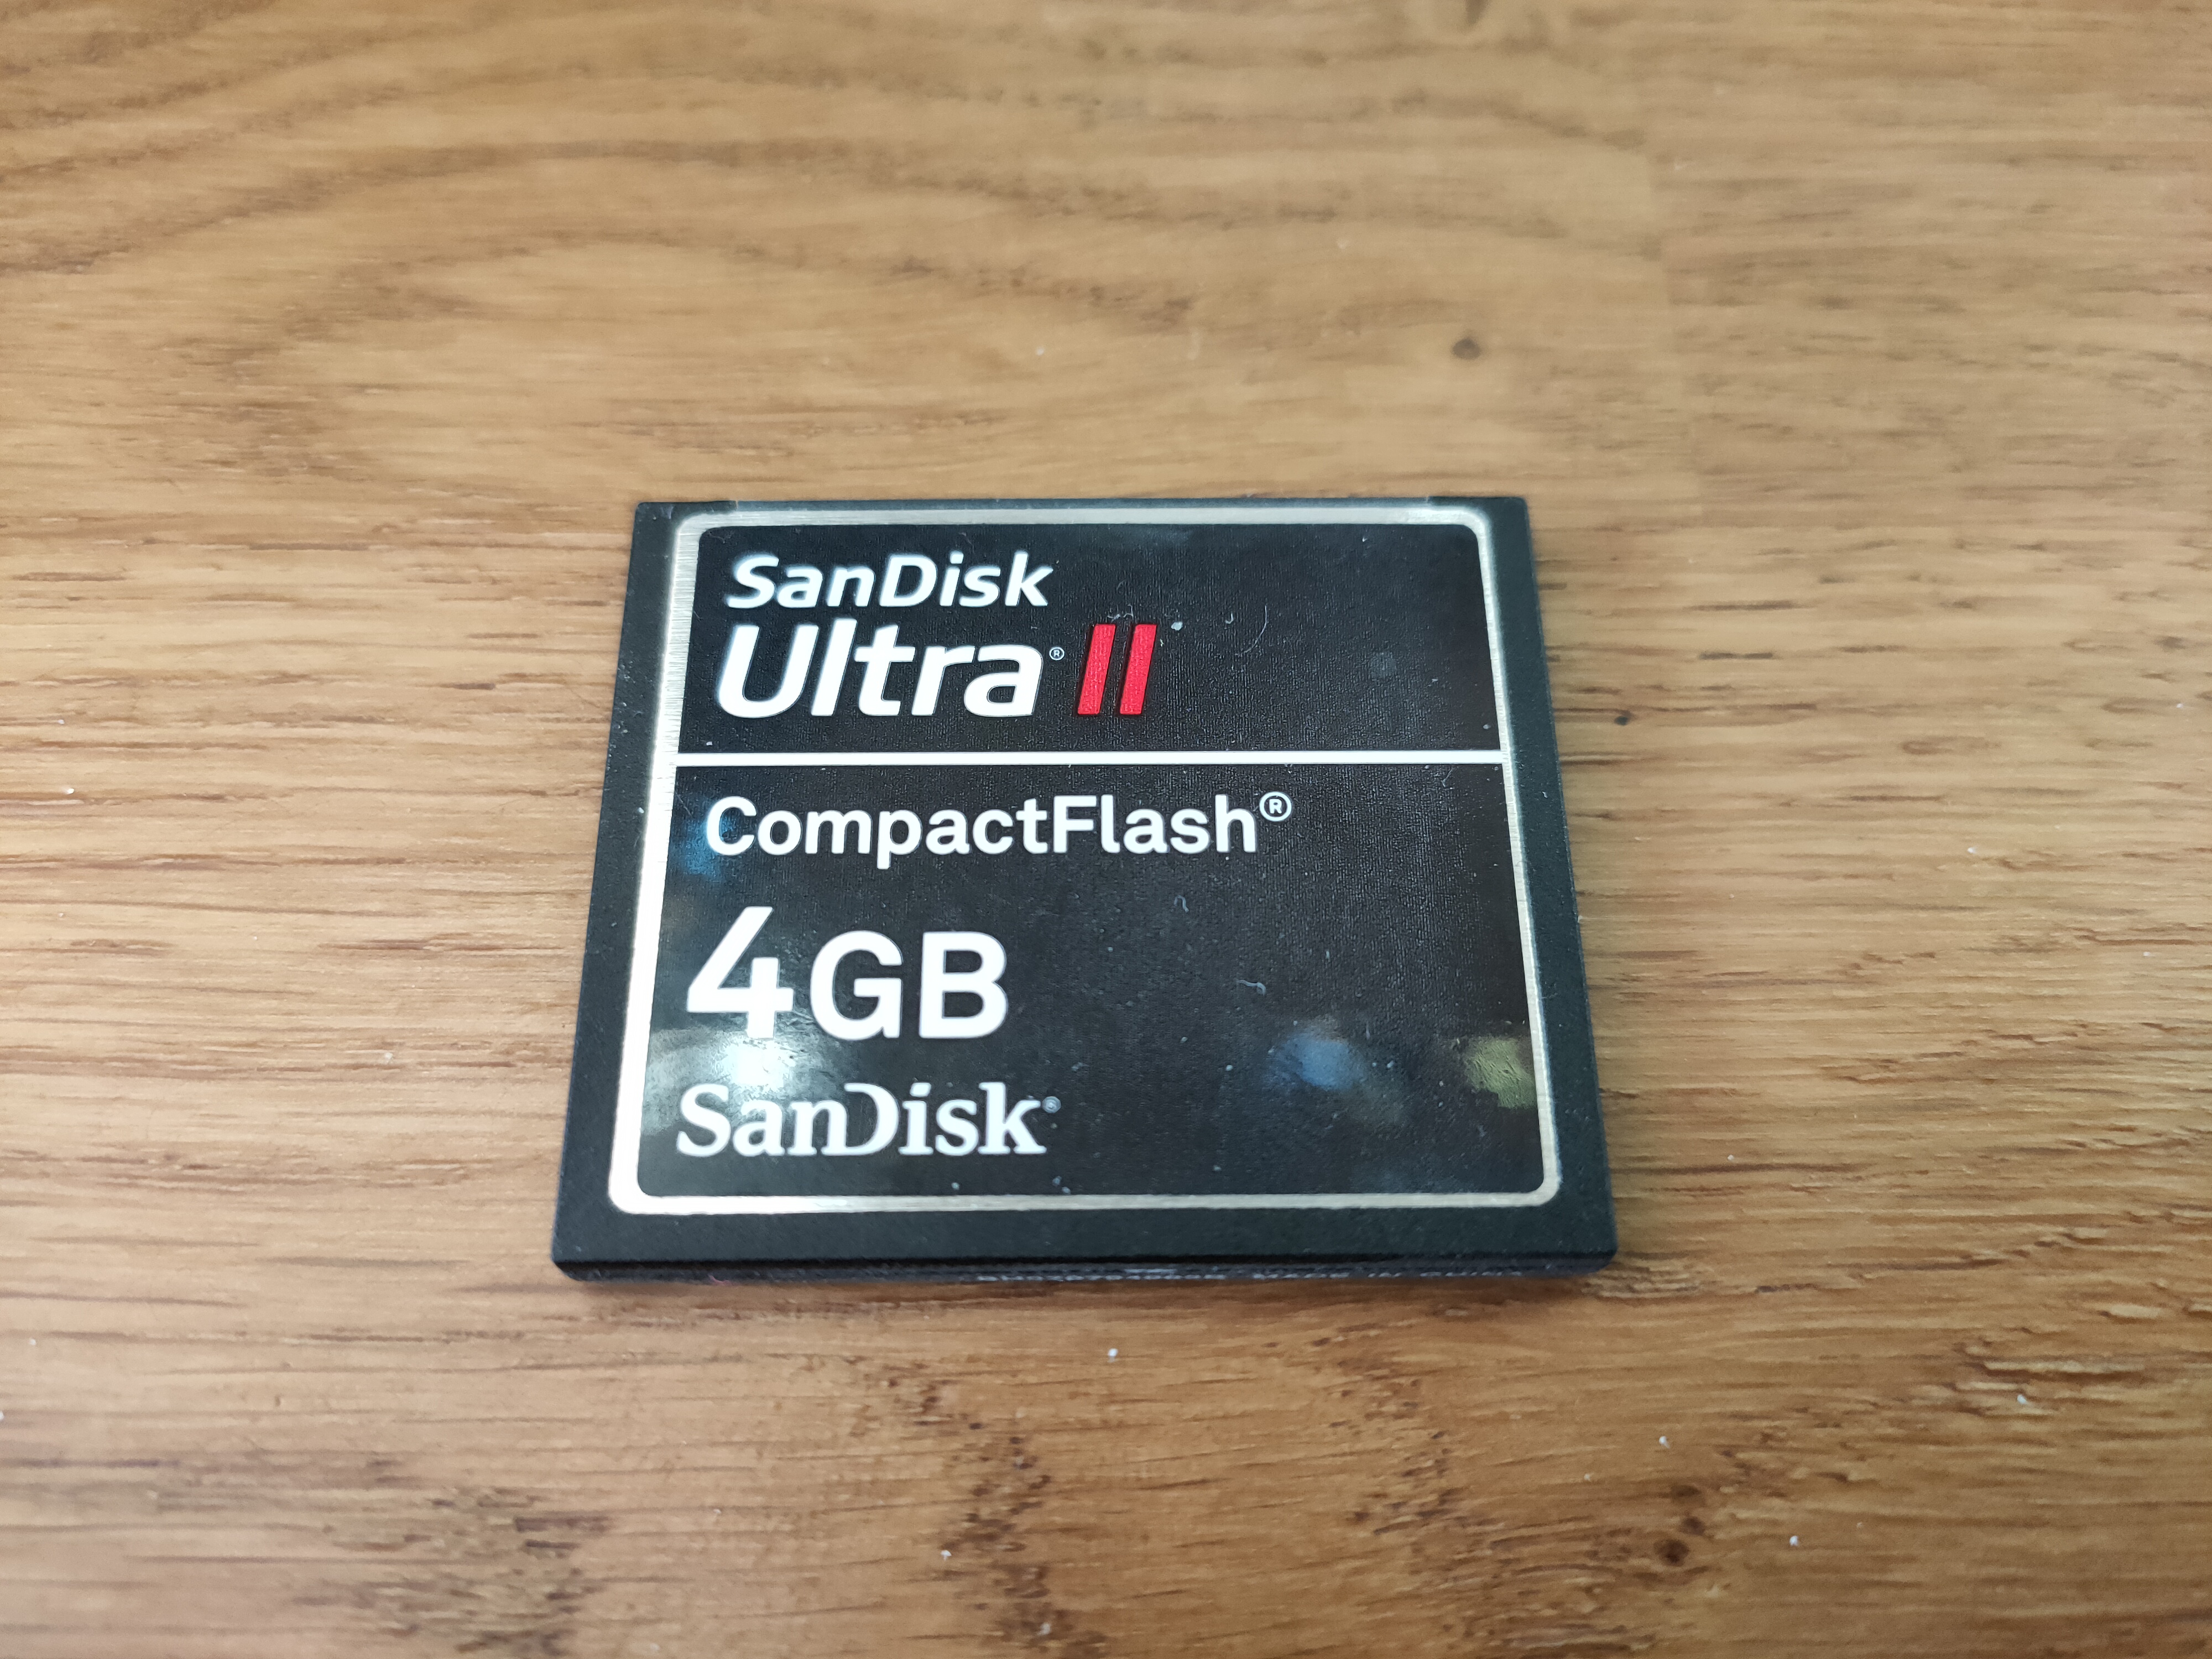 SanDisk
Ultra® II
CompactFlash®
4GB
SanDisk®